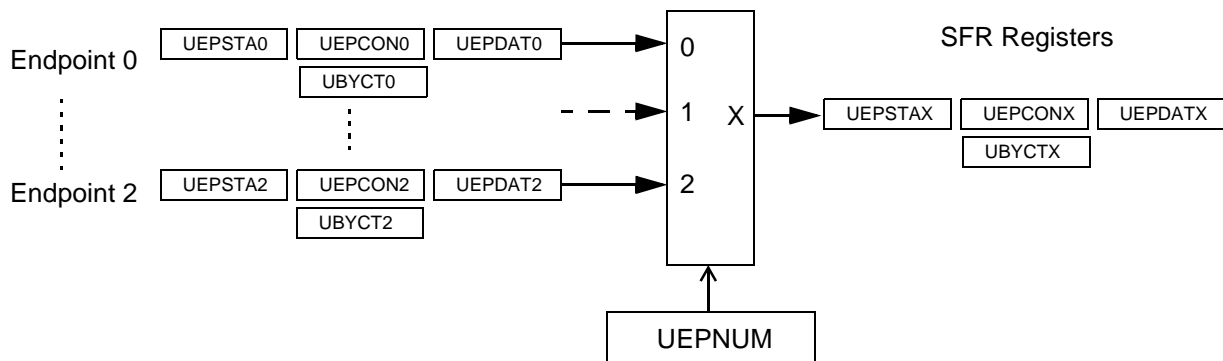 Endpoint 0
UEPSTA0 UEPCON0 UEPDAT0
0
SFR Registers
UBYCT0
1
X
UEPSTAX UEPCONX UEPDATX
UBYCTX
Endpoint 2
UEPSTA2 UEPCON2 UEPDAT2
2
UBYCT2
UEPNUM